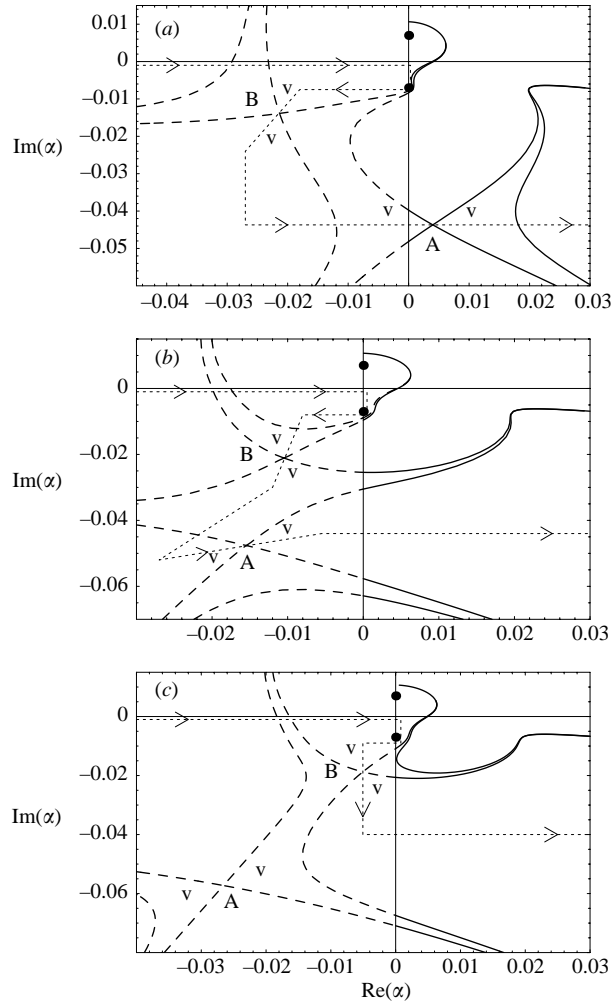 (a)
0.01
0
−0.01
B
v
v
−0.02
Im(α)
−0.03
−0.04
v
v
A
−0.05
−0.04 −0.03 −0.02 −0.01 0 0.01 0.02 0.03
(b)
0
v
B
v
−0.02
Im(α)
−0.04
v
v
A
−0.06
−0.02 −0.01 0 0.01 0.02 0.03
(c)
0
v
B
v
−0.02
Im(α)
−0.04
v
v
A
−0.06
−0.03 −0.02 −0.01 0 0.01 0.02 0.03
Re(α)